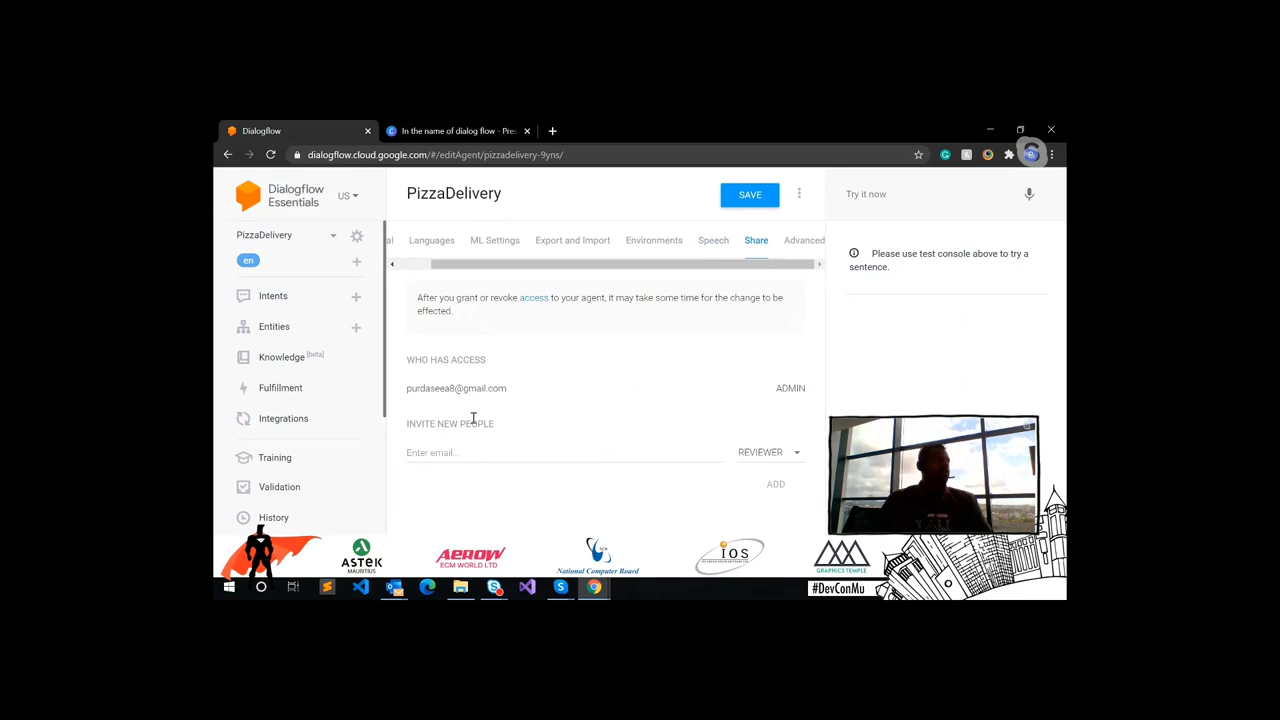 Dialogflow
In the name of dialog flow - Pres
dialogflow.cloud.google.com/#/editAgent/pizzadelivery-9yns/
Dialogflow
Essentials
US
PizzaDelivery
SAVE
Try it now
PizzaDelivery
en
al Languages ML Settings Export and Import Environments Speech Share Advanced
Please use test console above to try a
sentence.
Intents
Entities
Knowledge [beta]
Fulfillment
Integrations
Training
Validation
History
After you grant or revoke access to your agent, it may take some time for the change to be
effected.
WHO HAS ACCESS
purdaseea8@gmail.com ADMIN
INVITE NEW PEOPLE
Enter email... REVIEWER
ADD
ASTEK
MAURITIUS
AEROW
ECM WORLD LTD
National Computer Board
IOS
GRAPHICS TEMPLE
#DevConMu